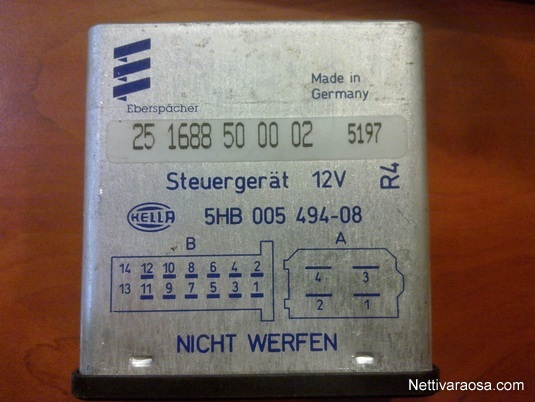 Eberspächer
Made in
Germany
25 1688 50 00 02 5197
Steuergerät 12V R4
HELLA 5HB 005 494-08
B A
14 12 10 8 6 4 2
13 11 9 7 5 3 1
4 3
2 1
NICHT WERFEN
Nettivaraosa.com